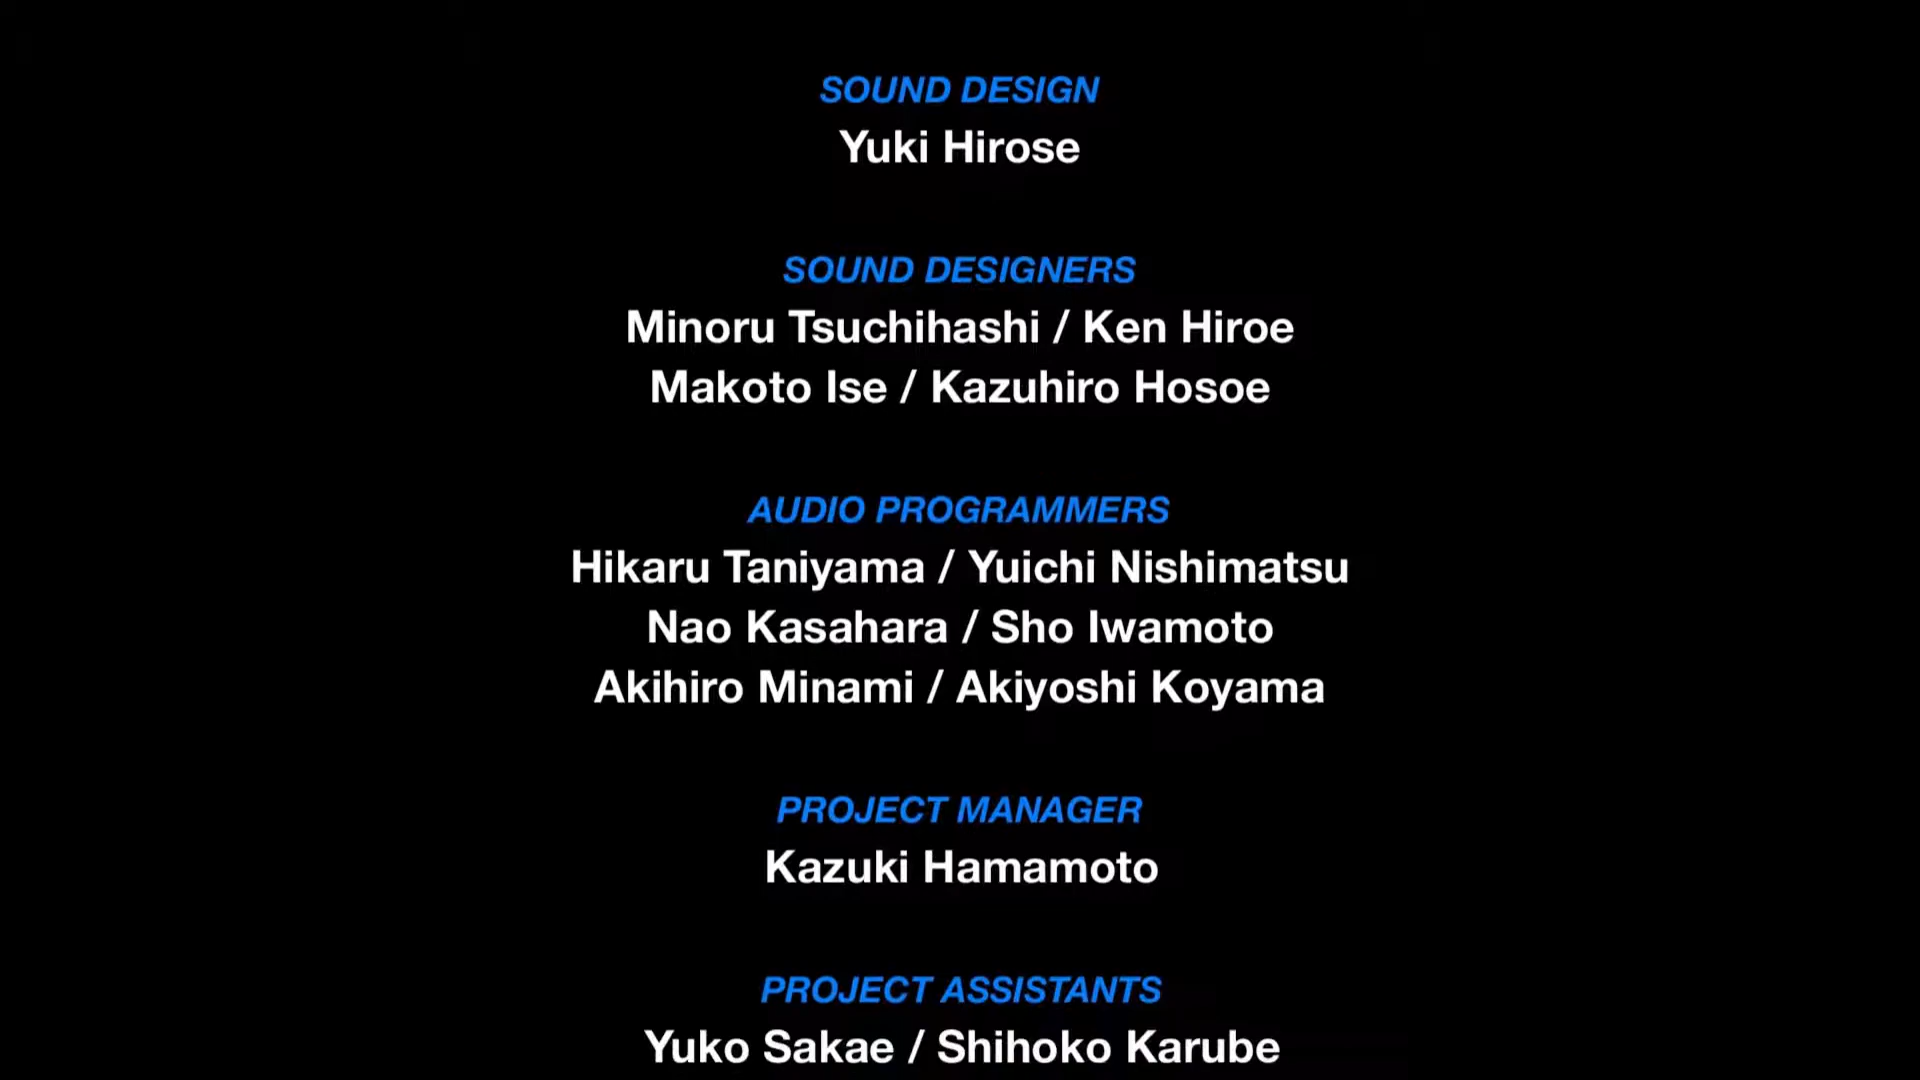 SOUND DESIGN
Yuki Hirose
SOUND DESIGNERS
Minoru Tsuchihashi / Ken Hiroe
Makoto Ise / Kazuhiro Hosoe
AUDIO PROGRAMMERS
Hikaru Taniyama / Yuichi Nishimatsu
Nao Kasahara / Sho Iwamoto
Akihiro Minami / Akiyoshi Koyama
PROJECT MANAGER
Kazuki Hamamoto
PROJECT ASSISTANTS
Yuko Sakae / Shihoko Karube